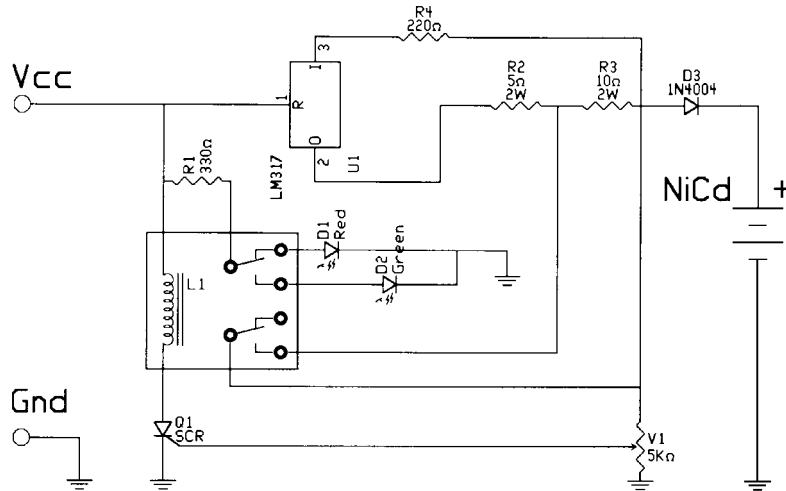 R4
220Ω
3
Vcc
I
R2
5Ω
2W
R3
10Ω
2W
D3
1N4004
1
R
O
2
U1
LM317
R1
330Ω
NiCd
+
D1
Red
D2
Green
L1
Gnd
Q1
SCR
V1
5KΩ